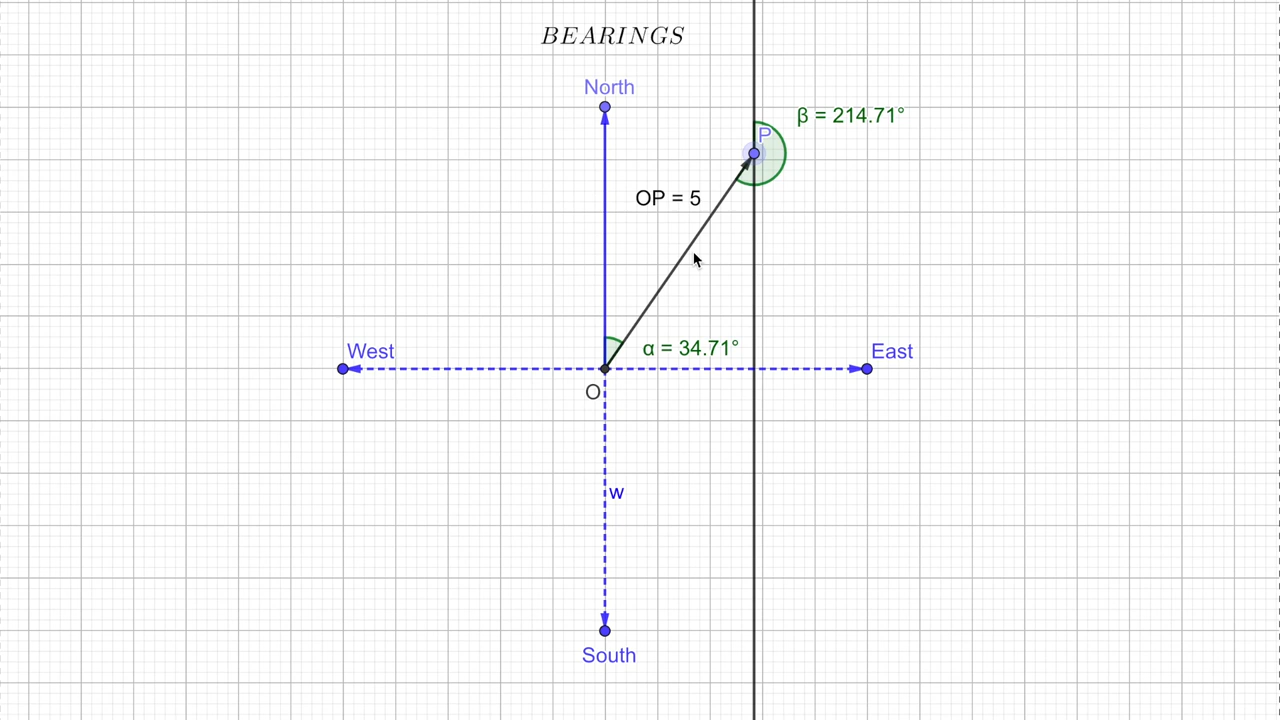 BEARINGS
North
β = 214.71°
P
OP = 5
α = 34.71°
West
East
O
w
South